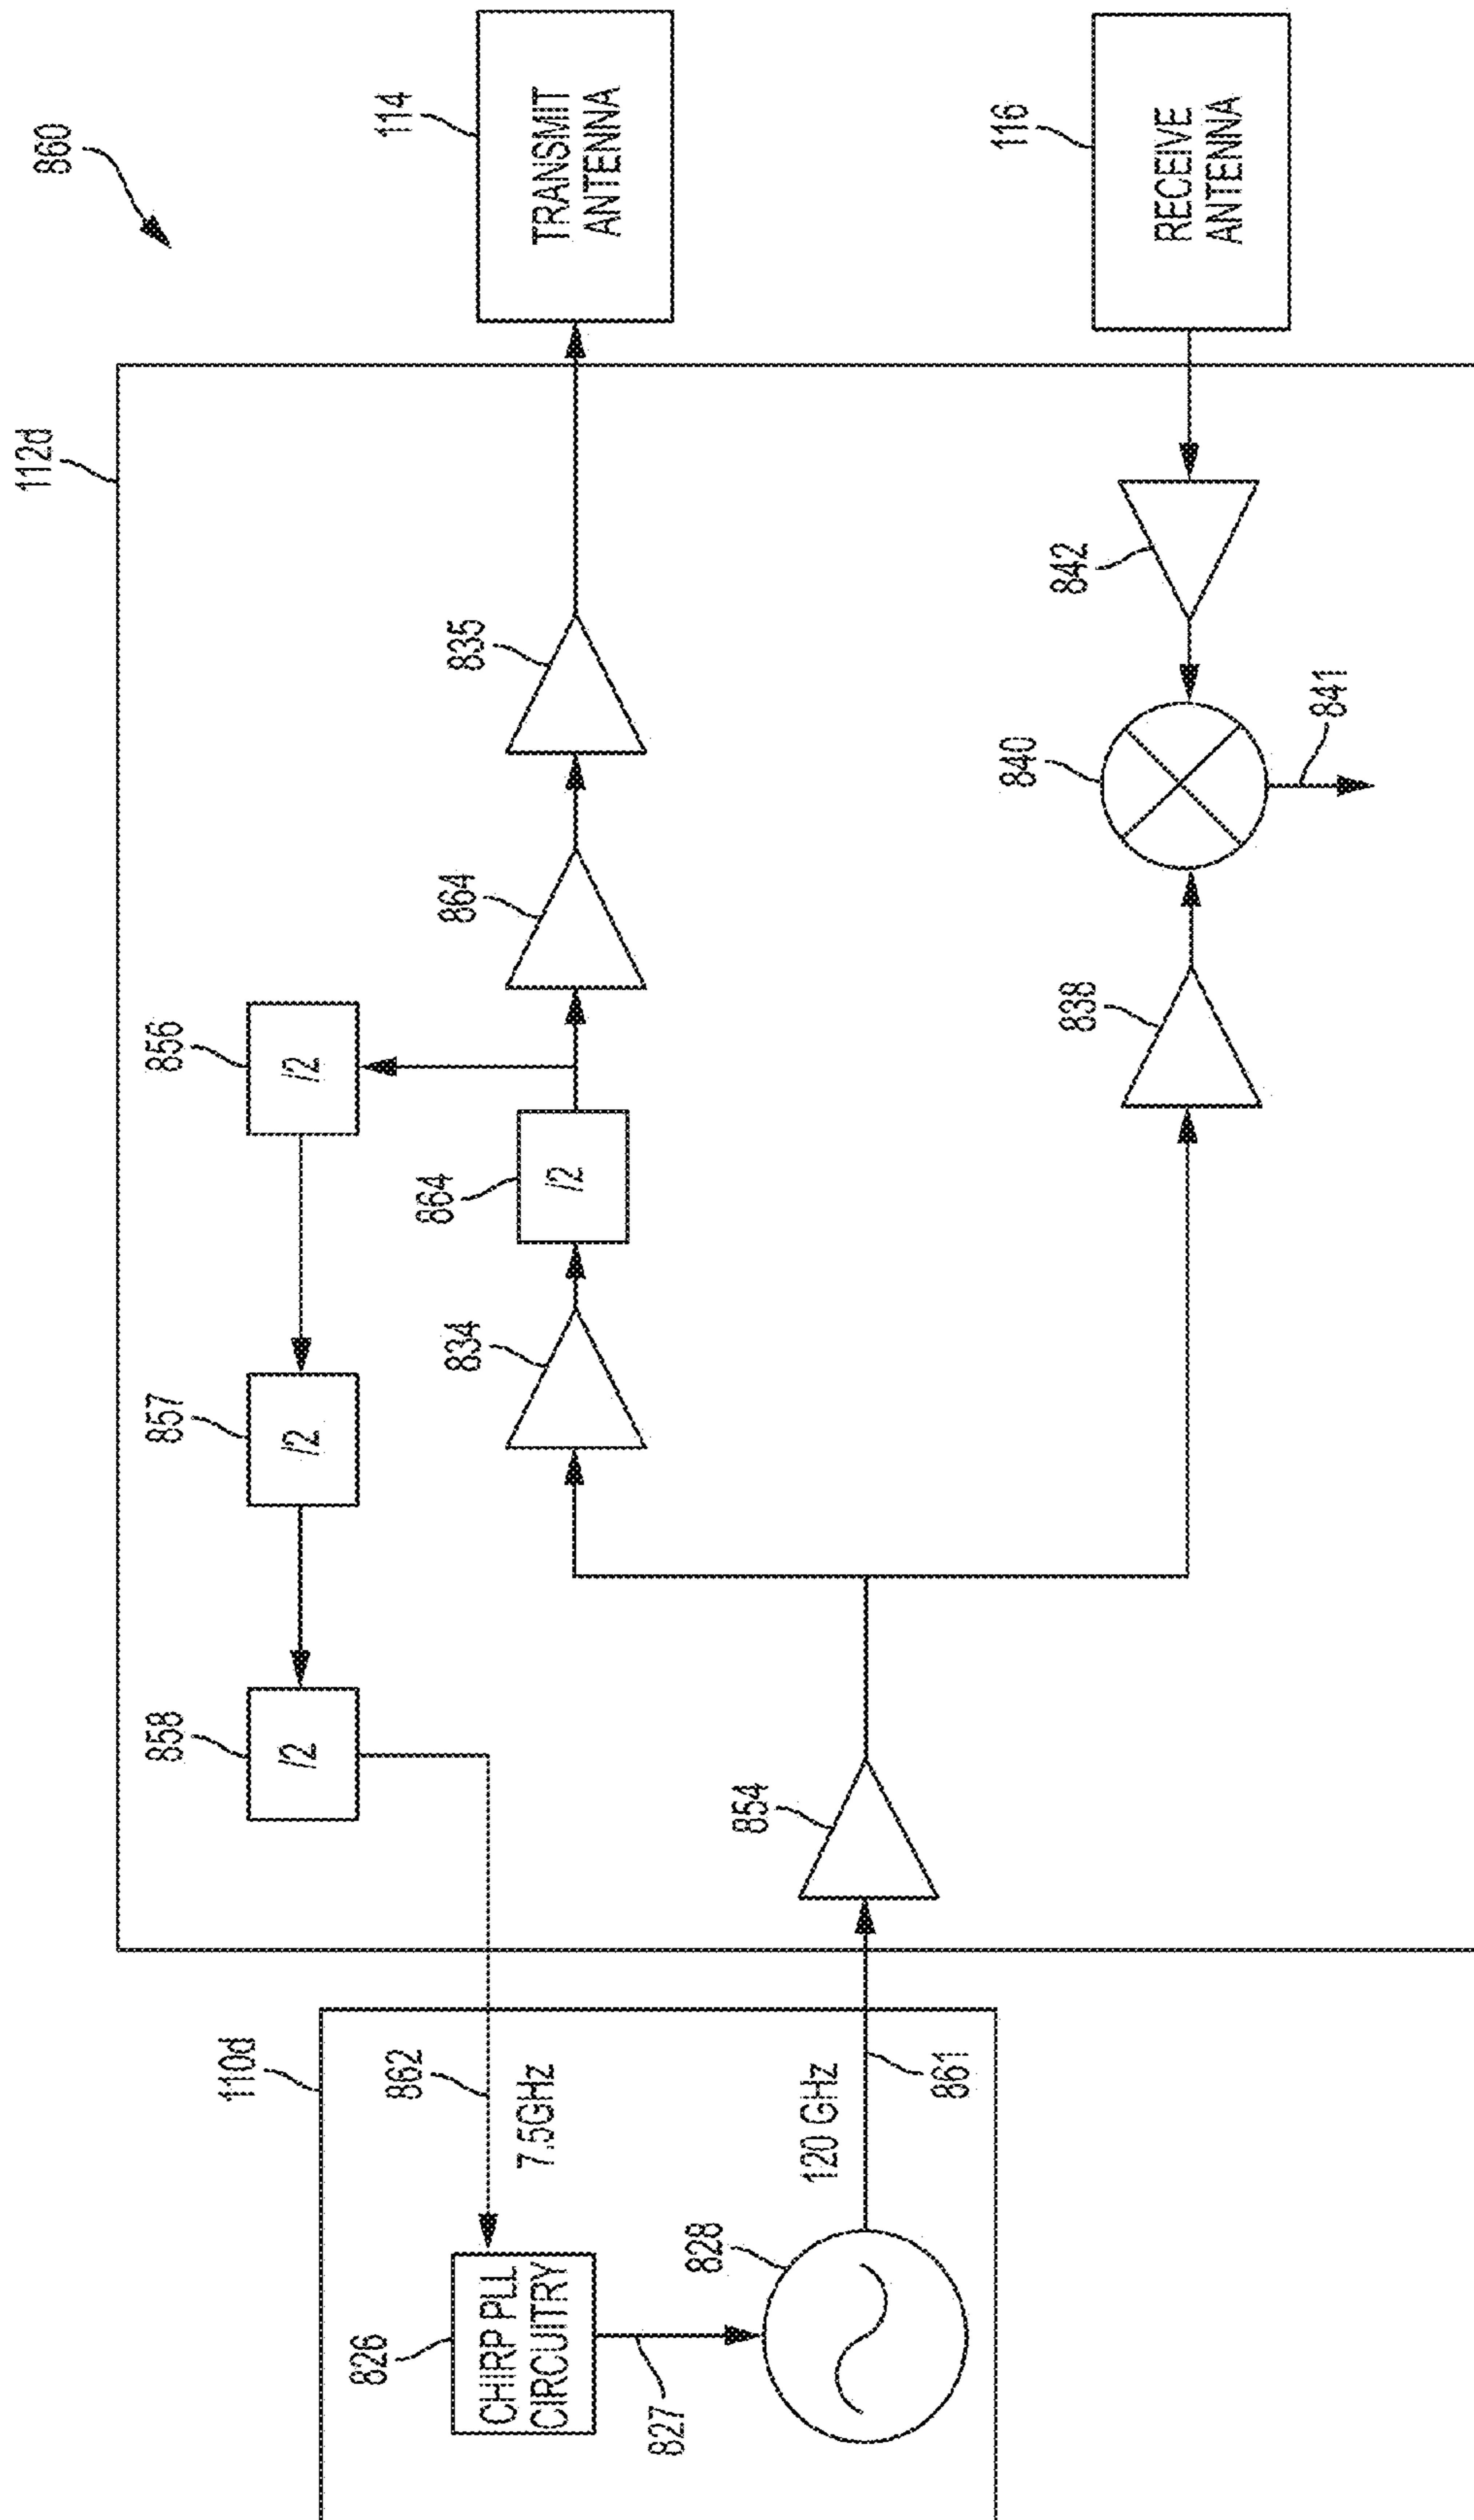 860
112d
114
TRANSMIT
ANTENNA
116
RECEIVE
ANTENNA
835
864
856
/2
842
840
841
864
/2
838
857
/2
834
858
/2
854
110d
862
7.5GHz
120 GHz
861
826
CHIRP PLL
CIRCUITRY
827
828